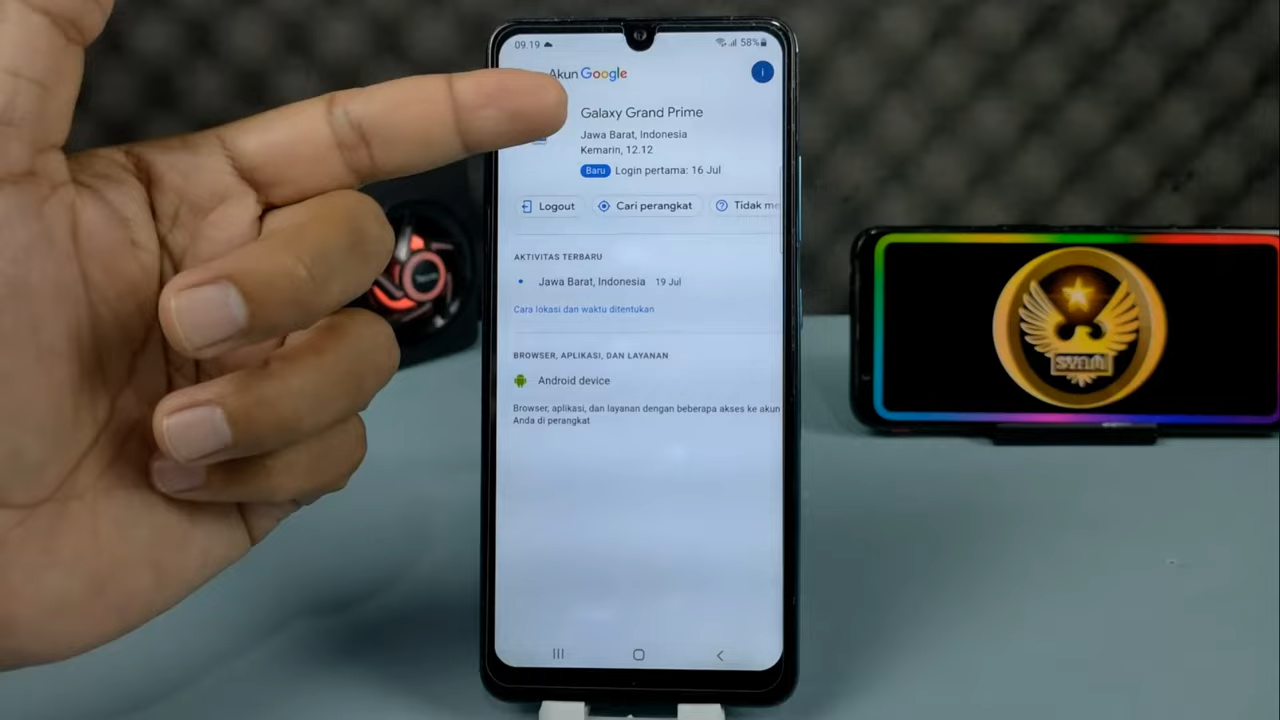 09.19
58%
Akun Google
i
Galaxy Grand Prime
Jawa Barat, Indonesia
Kemarin, 12.12
Baru Login pertama: 16 Jul
Logout
Cari perangkat
Tidak me
AKTIVITAS TERBARU
Jawa Barat, Indonesia 19 Jul
Cara lokasi dan waktu ditentukan
BROWSER, APLIKASI, DAN LAYANAN
Android device
Browser, aplikasi, dan layanan dengan beberapa akses ke akun
Anda di perangkat